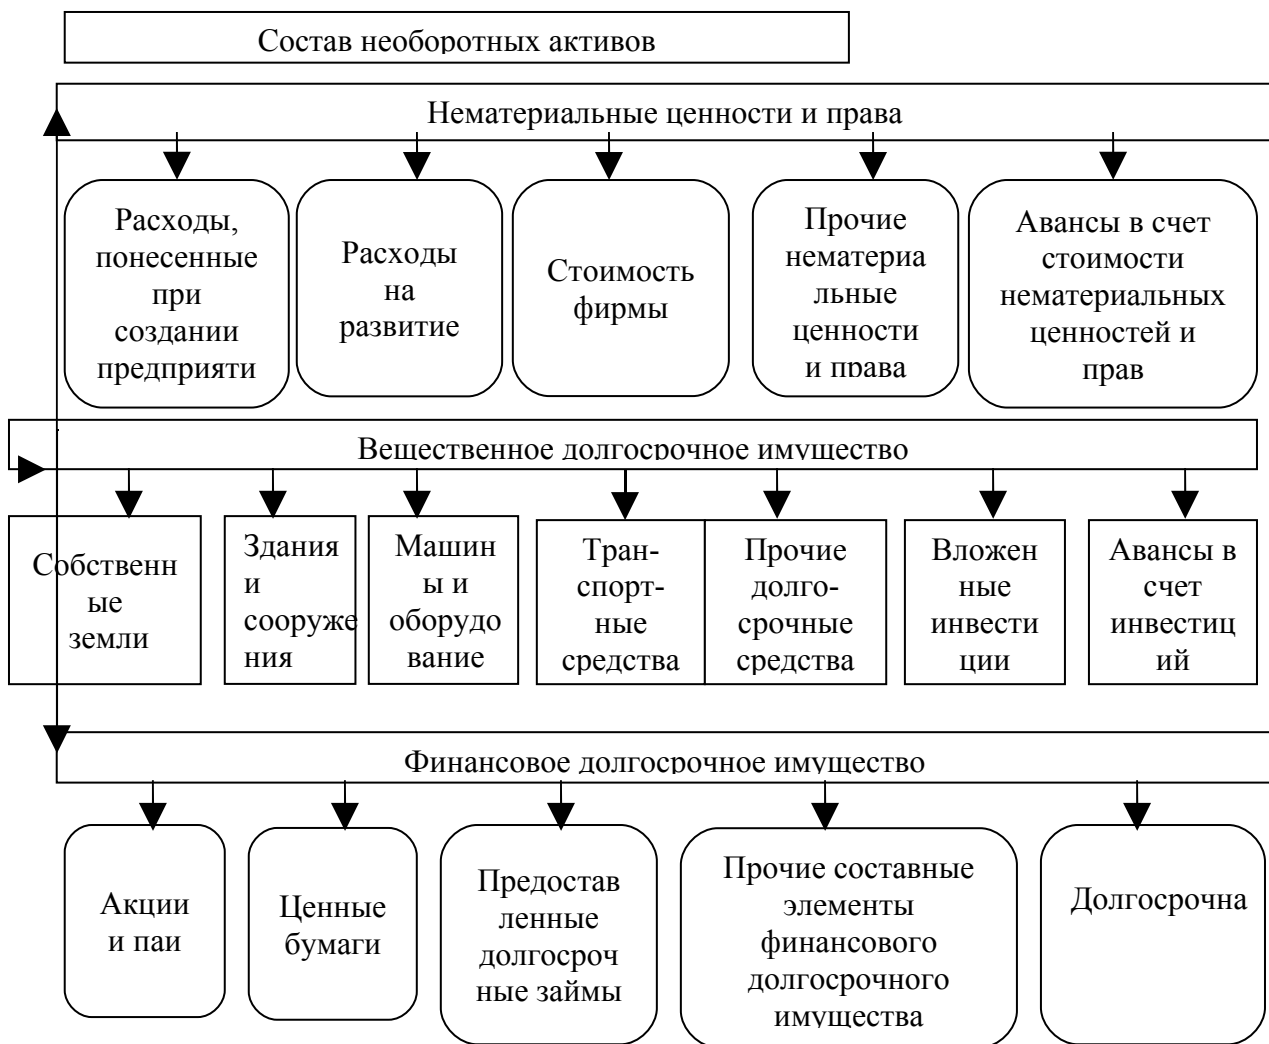 Состав необоротных активов
Нематериальные ценности и права
Расходы,
понесенные
при
создании
предприяти
Расходы
на
развитие
Стоимость
фирмы
Прочие
нематериа
льные
ценности
и права
Авансы в счет
стоимости
нематериальных
ценностей и
прав
Вещественное долгосрочное имущество
Собственн
ые
земли
Здания
и
сооруже
ния
Машин
ы и
оборудо
вание
Тран-
спорт-
ные
средства
Прочие
долго-
срочные
средства
Вложен
ные
инвести
ции
Авансы в
счет
инвестиц
ий
Финансовое долгосрочное имущество
Акции
и паи
Ценные
бумаги
Предостав
ленные
долгосроч
ные займы
Прочие составные
элементы
финансового
долгосрочного
имущества
Долгосрочна